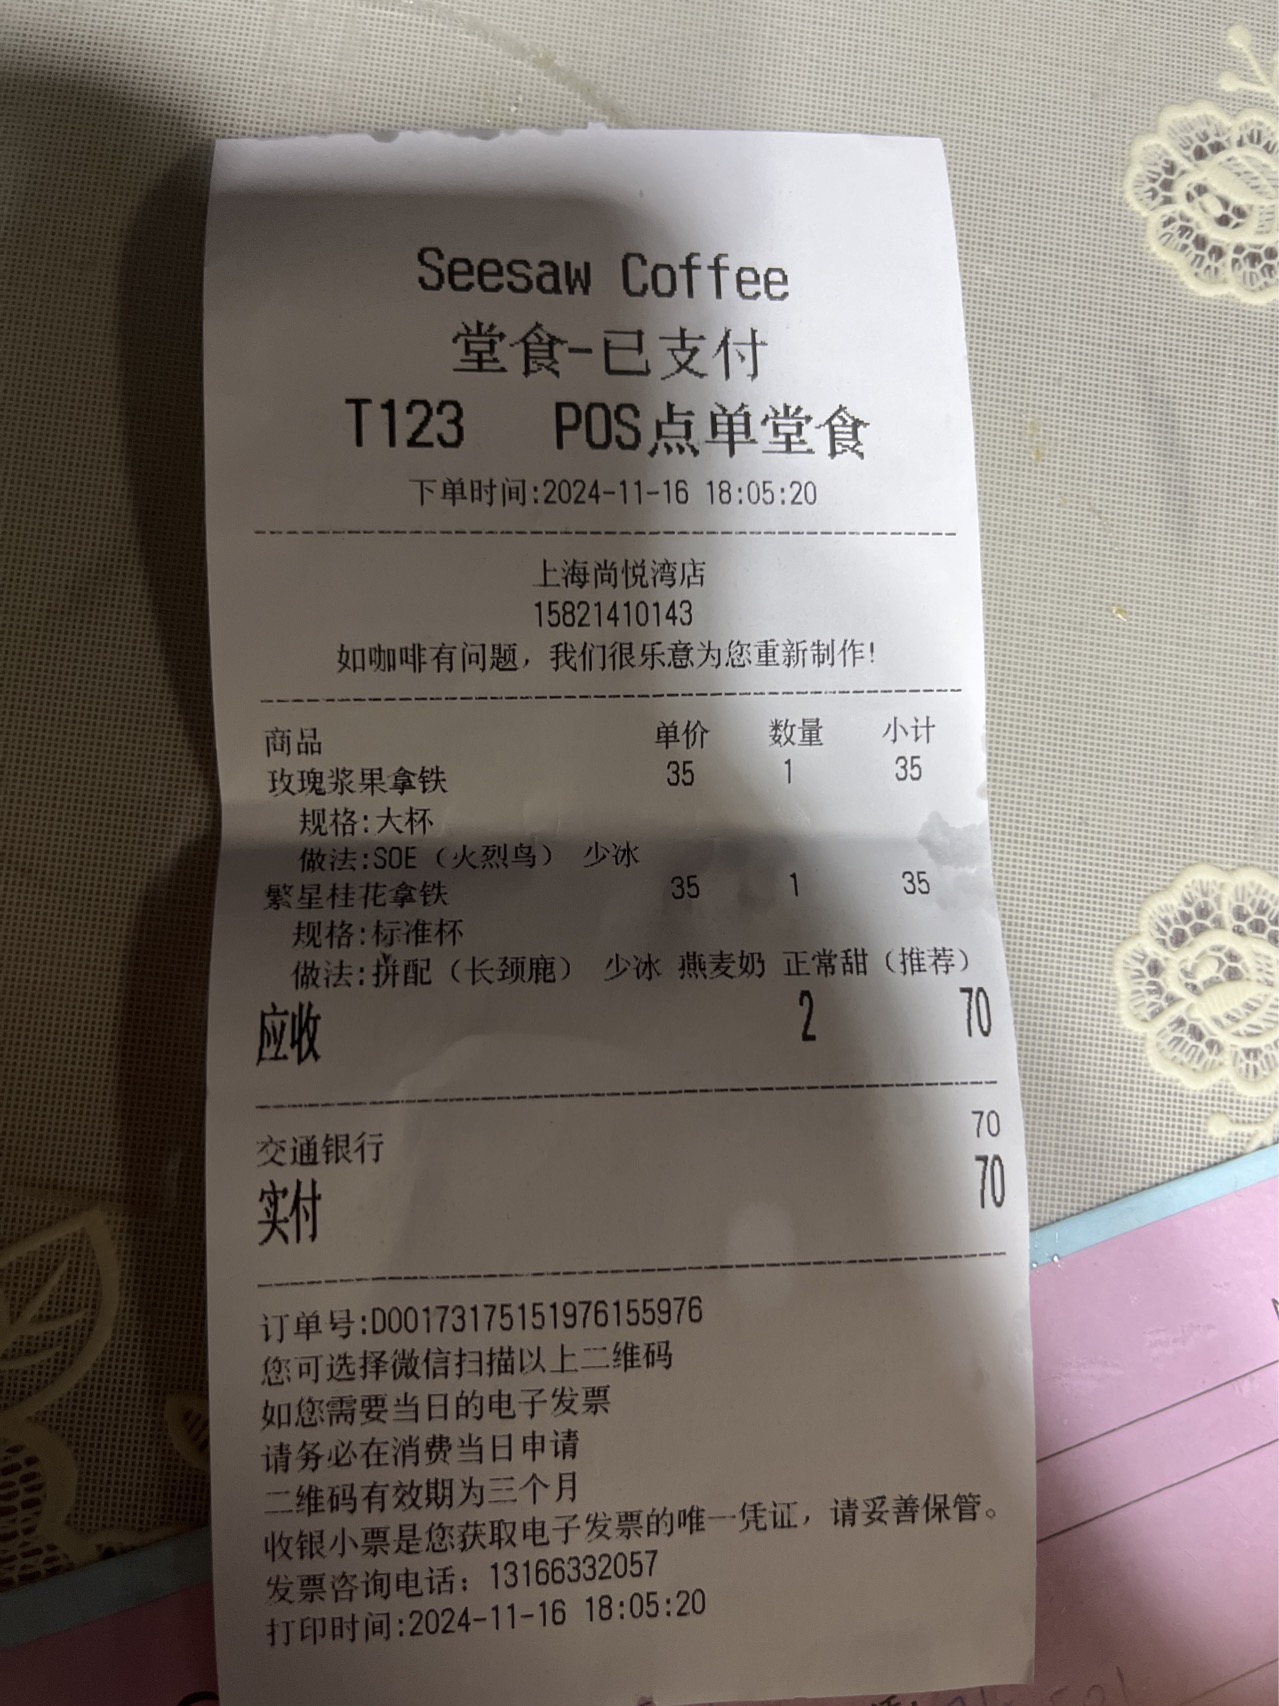 Seesaw Coffee
堂食-已支付
T123 POS点单堂食
下单时间:2024-11-16 18:05:20
上海尚悦湾店
15821410143
如咖啡有问题，我们很乐意为您重新制作!
商品 单价 数量 小计
玫瑰浆果拿铁 35 1 35
规格:大杯
做法:SOE（火烈鸟） 少冰
繁星桂花拿铁 35 1 35
规格:标准杯
做法:拼配（长颈鹿） 少冰 燕麦奶 正常甜（推荐）
应收 2 70
交通银行 70
实付 70
订单号:D00173175151976155976
您可选择微信扫描以上二维码
如您需要当日的电子发票
请务必在消费当日申请
二维码有效期为三个月
收银小票是您获取电子发票的唯一凭证，请妥善保管。
发票咨询电话：13166332057
打印时间:2024-11-16 18:05:20